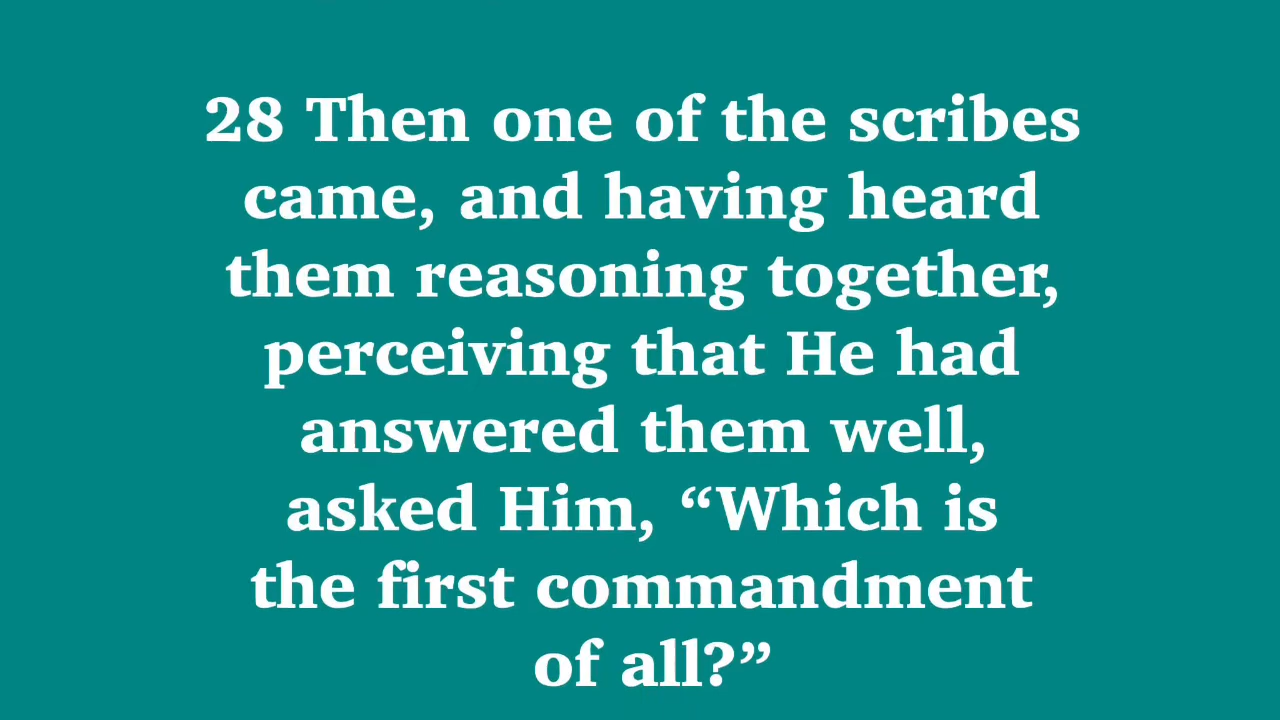 28 Then one of the scribes
came, and having heard
them reasoning together,
perceiving that He had
answered them well,
asked Him, “Which is
the first commandment
of all?”